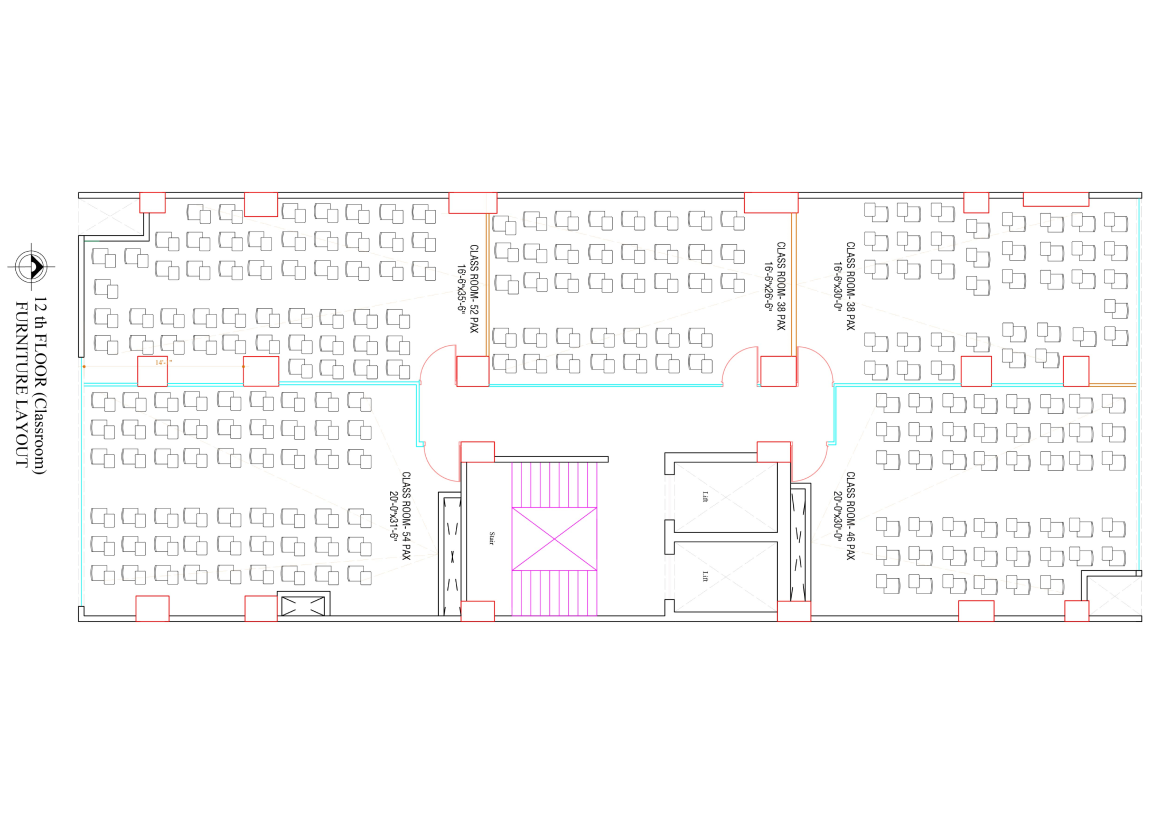 12 th FLOOR (Classroom)
FURNITURE LAYOUT
CLASS ROOM- 52 PAX
16'-6"x35'-6"
CLASS ROOM- 38 PAX
16'-6"x26'-6"
CLASS ROOM- 38 PAX
16'-6"x30'-0"
CLASS ROOM- 54 PAX
20'-0"x31'-6"
CLASS ROOM- 46 PAX
20'-0"x30'-0"
Stair
Lift
Lift